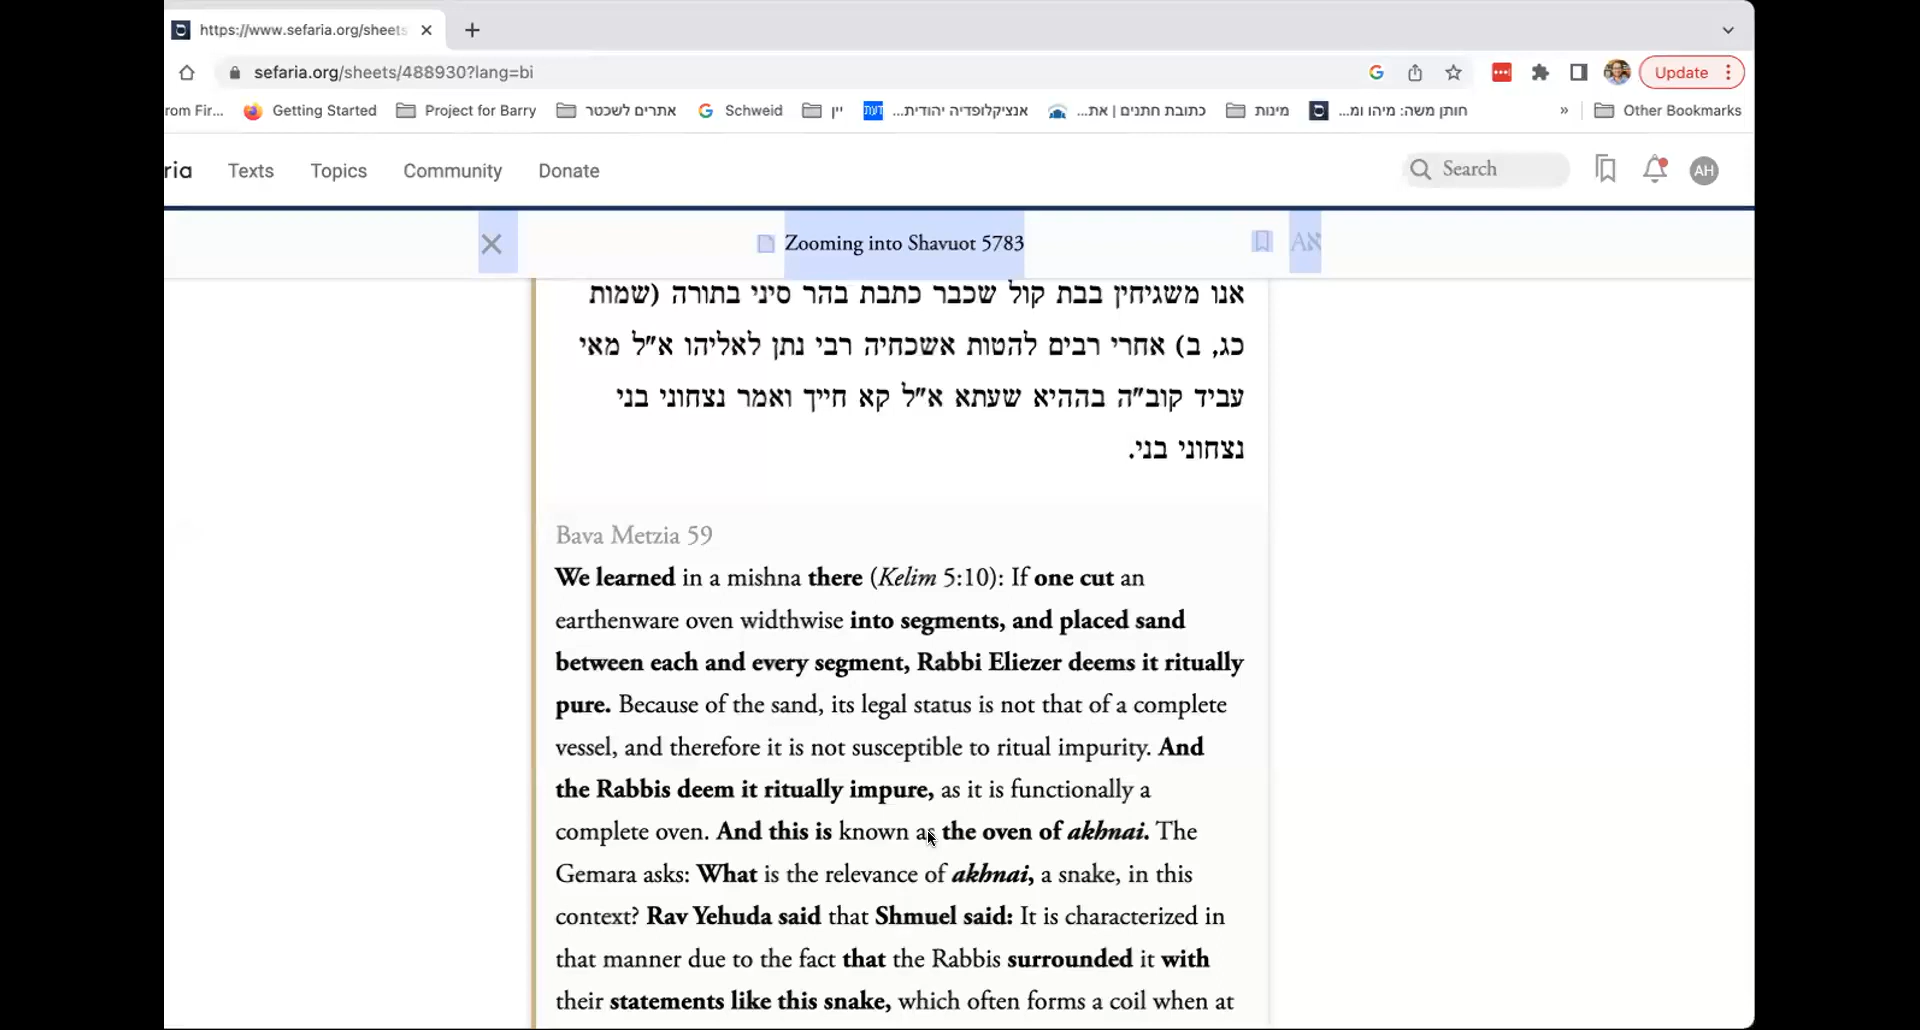 https://www.sefaria.org/sheets
sefaria.org/sheets/488930?lang=bi
Update
rom Fir...
Getting Started
Project for Barry
אתרים לשכטר
Schweid
יין
דעת
אנציקלופדיה יהודית...
כתובת חתנים | את...
מינות
חותן משה: מיהו ומ...
»
Other Bookmarks
ria
Texts
Topics
Community
Donate
Search
AH
Zooming into Shavuot 5783
Aא
אנו משגיחין בבת קול שכבר כתבת בהר סיני בתורה (שמות
כג, ב) אחרי רבים להטות אשכחיה רבי נתן לאליהו א"ל מאי
עביד קוב"ה בההיא שעתא א"ל קא חייך ואמר נצחוני בני
נצחוני בני.
Bava Metzia 59
We learned in a mishna there (Kelim 5:10): If one cut an
earthenware oven widthwise into segments, and placed sand
between each and every segment, Rabbi Eliezer deems it ritually
pure. Because of the sand, its legal status is not that of a complete
vessel, and therefore it is not susceptible to ritual impurity. And
the Rabbis deem it ritually impure, as it is functionally a
complete oven. And this is known as the oven of akhnai. The
Gemara asks: What is the relevance of akhnai, a snake, in this
context? Rav Yehuda said that Shmuel said: It is characterized in
that manner due to the fact that the Rabbis surrounded it with
their statements like this snake, which often forms a coil when at